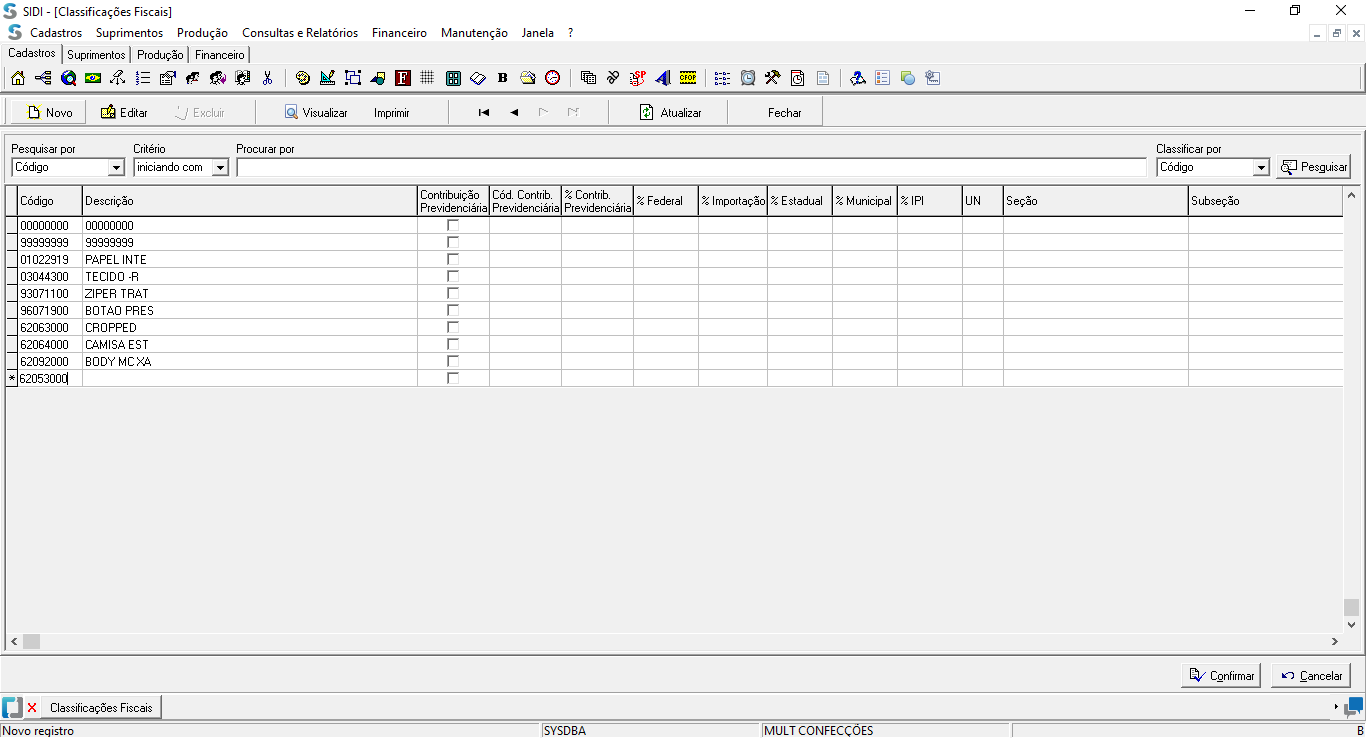 SIDI - [Classificações Fiscais]
Cadastros Suprimentos Produção Consultas e Relatórios Financeiro Manutenção Janela ?
Cadastros Suprimentos Produção Financeiro
F B SP CFOP
Novo Editar Excluir Visualizar Imprimir Atualizar Fechar
Pesquisar por Critério Procurar por Classificar por
Código iniciando com Código Pesquisar
Código Descrição Contribuição Previdenciária Cód. Contrib. Previdenciária % Contrib. Previdenciária % Federal % Importação % Estadual % Municipal % IPI UN Seção Subseção
00000000 00000000
99999999 99999999
01022919 PAPEL INTE
03044300 TECIDO -R
93071100 ZIPER TRAT
96071900 BOTAO PRES
62063000 CROPPED
62064000 CAMISA EST
62092000 BODY MC XA
* 62053000
Confirmar Cancelar
Classificações Fiscais
Novo registro SYSDBA MULT CONFECÇÕES B